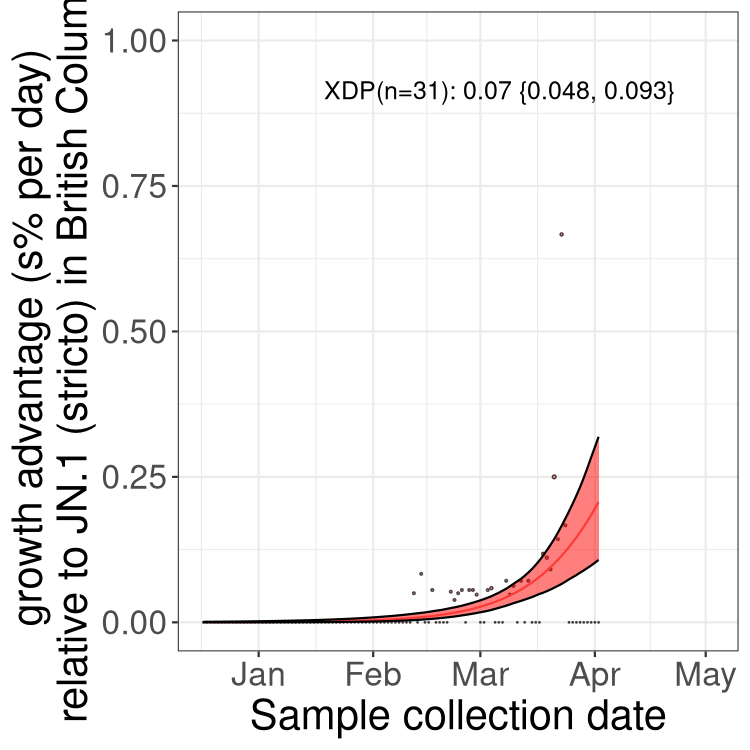 growth advantage (s% per day)
relative to JN.1 (stricto) in British Colum
1.00
0.75
0.50
0.25
0.00
XDP(n=31): 0.07 {0.048, 0.093}
Jan Feb Mar Apr May
Sample collection date